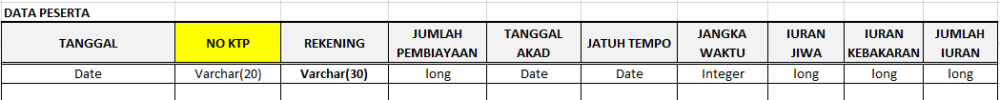 DATA PESERTA
TANGGAL NO KTP REKENING JUMLAH PEMBIAYAAN TANGGAL AKAD JATUH TEMPO JANGKA WAKTU IURAN JIWA IURAN KEBAKARAN JUMLAH IURAN
Date Varchar(20) Varchar(30) long Date Date Integer long long long